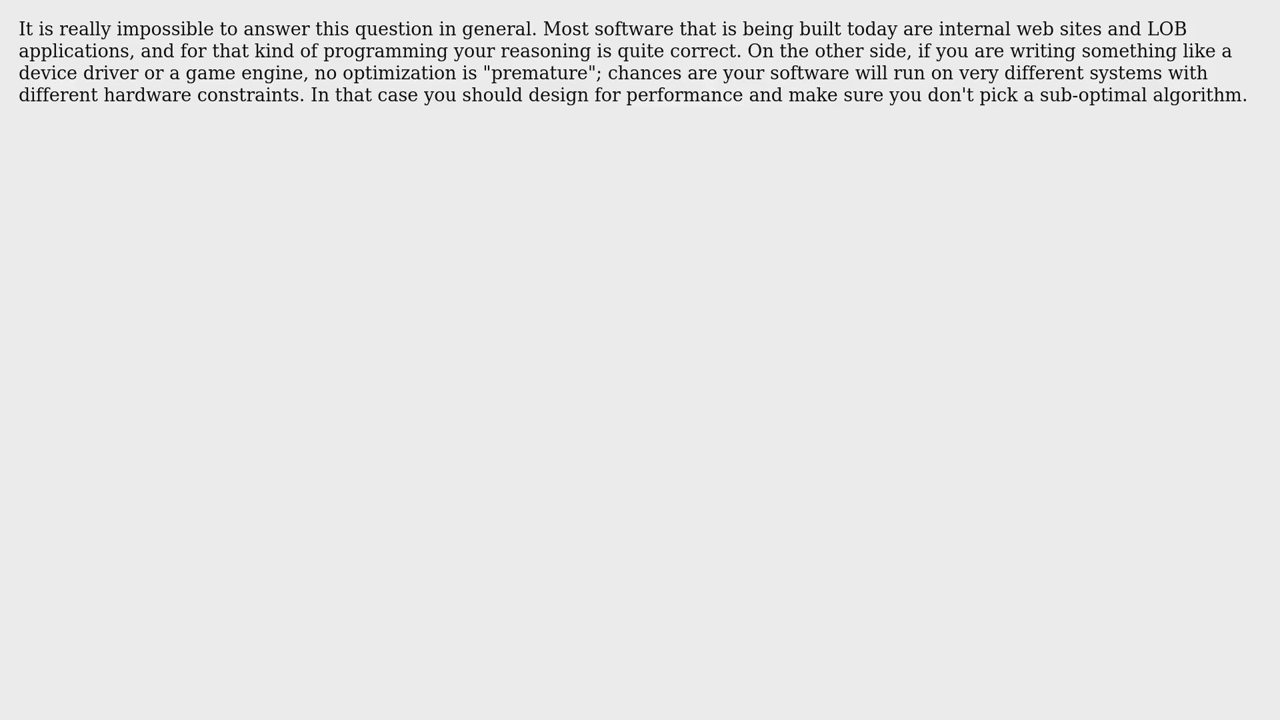 It is really impossible to answer this question in general. Most software that is being built today are internal web sites and LOB
applications, and for that kind of programming your reasoning is quite correct. On the other side, if you are writing something like a
device driver or a game engine, no optimization is "premature"; chances are your software will run on very different systems with
different hardware constraints. In that case you should design for performance and make sure you don't pick a sub-optimal algorithm.